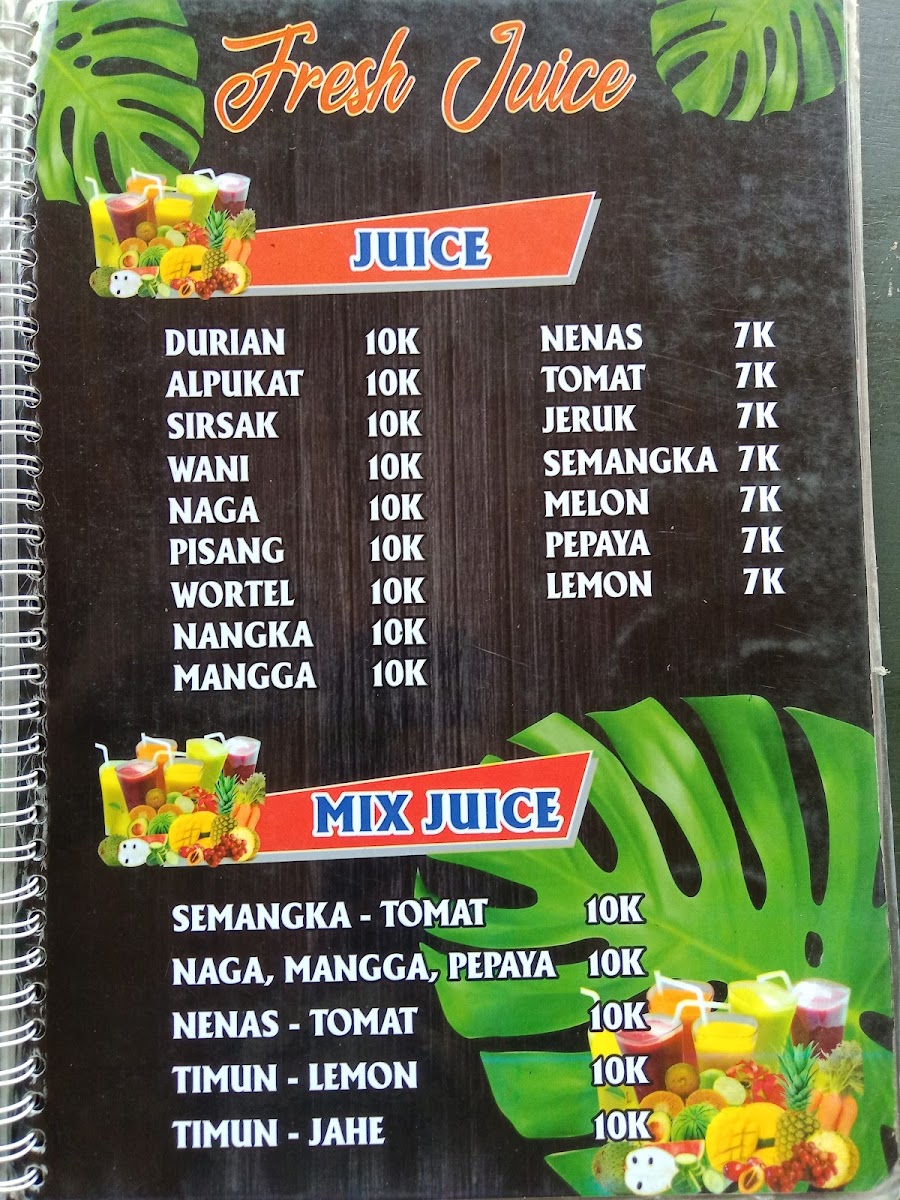 Fresh Juice
JUICE
DURIAN 10K
ALPUKAT 10K
SIRSAK 10K
WANI 10K
NAGA 10K
PISANG 10K
WORTEL 10K
NANGKA 10K
MANGGA 10K
NENAS 7K
TOMAT 7K
JERUK 7K
SEMANGKA 7K
MELON 7K
PEPAYA 7K
LEMON 7K
MIX JUICE
SEMANGKA - TOMAT 10K
NAGA, MANGGA, PEPAYA 10K
NENAS - TOMAT 10K
TIMUN - LEMON 10K
TIMUN - JAHE 10K